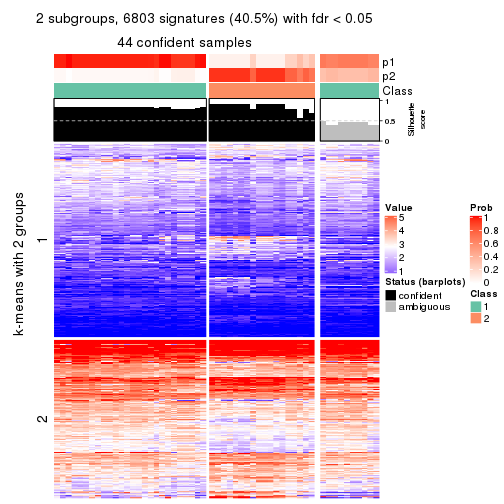 2 subgroups, 6803 signatures (40.5%) with fdr < 0.05
44 confident samples
p1
p2
Class
1
0.5
0
Silhouette
score
k-means with 2 groups
1
2
Value
5
4
3
2
1
Status (barplots)
confident
ambiguous
Prob
1
0.8
0.6
0.4
0.2
0
Class
1
2